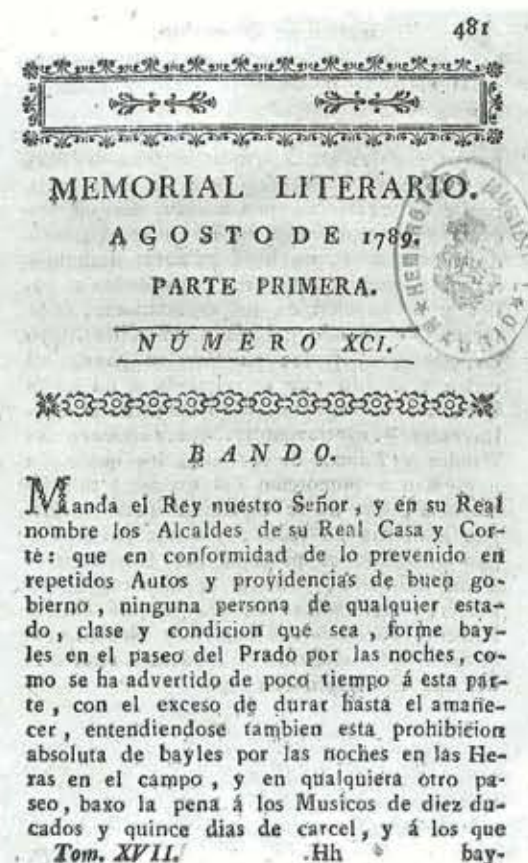 481
MEMORIAL LITERARIO.
AGOSTO DE 1789.
PARTE PRIMERA.
NÚMERO XCI.
BANDO.
Manda el Rey nuestro Señor, y en su Real
nombre los Alcaldes de su Real Casa y Cor-
te: que en conformidad de lo prevenido en
repetidos Autos y providencias de buen go-
bierno, ninguna persona de qualquier esta-
do, clase y condicion que sea, forme bay-
les en el paseo del Prado por las noches, co-
mo se ha advertido de poco tiempo á esta par-
te, con el exceso de durar hasta el amane-
cer, entendiendose tambien esta prohibicion
absoluta de bayles por las noches en las He-
ras en el campo, y en qualquiera otro pa-
seo, baxo la pena á los Musicos de diez du-
cados y quince dias de carcel, y á los que
Tom. XVII. Hh bay-